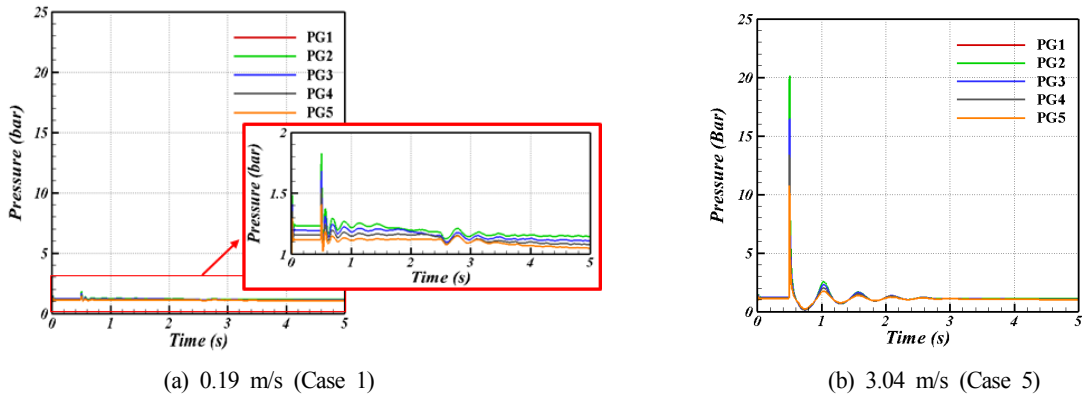 25
20
15
10
5
0
Pressure (bar)
0 1 2 3 4 5
Time (s)
PG1
PG2
PG3
PG4
PG5
2
1.5
1
Pressure (bar)
0 1 2 3 4 5
Time (s)
(a) 0.19 m/s (Case 1)
25
20
15
10
5
0
Pressure (Bar)
0 1 2 3 4 5
Time (s)
PG1
PG2
PG3
PG4
PG5
(b) 3.04 m/s (Case 5)